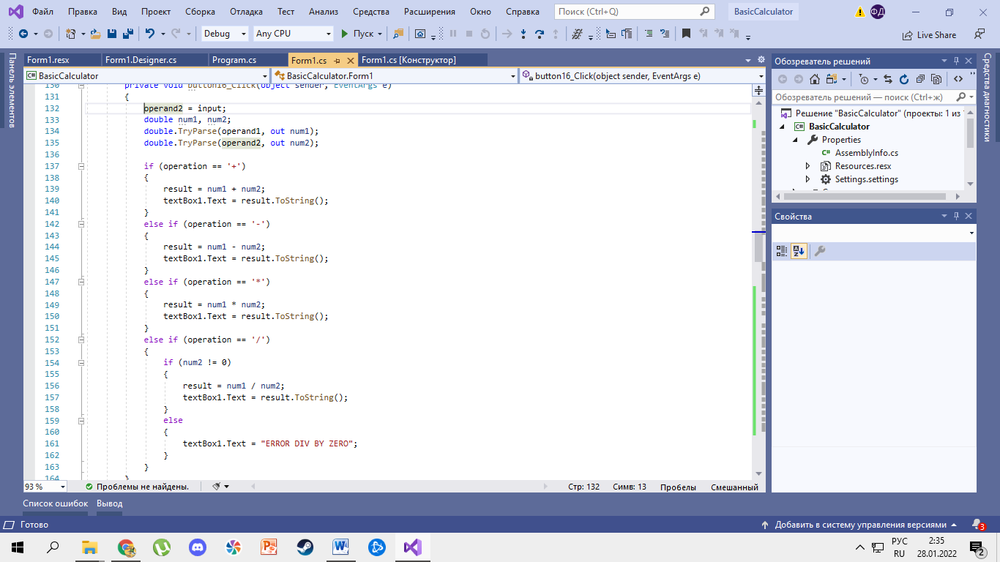 Файл Правка Вид Проект Сборка Отладка Тест Анализ Средства Расширения Окно Справка Поиск (Ctrl+Q) BasicCalculator ФД
Debug Any CPU Пуск Live Share
Панель элементов
Form1.resx Form1.Designer.cs Program.cs Form1.cs Form1.cs [Конструктор]
BasicCalculator BasicCalculator.Form1 button16_Click(object sender, EventArgs e)
130 private void button16_Click(object sender, EventArgs e)
131 {
132 operand2 = input;
133 double num1, num2;
134 double.TryParse(operand1, out num1);
135 double.TryParse(operand2, out num2);
136
137 if (operation == '+')
138 {
139 result = num1 + num2;
140 textBox1.Text = result.ToString();
141 }
142 else if (operation == '-')
143 {
144 result = num1 - num2;
145 textBox1.Text = result.ToString();
146 }
147 else if (operation == '*')
148 {
149 result = num1 * num2;
150 textBox1.Text = result.ToString();
151 }
152 else if (operation == '/')
153 {
154 if (num2 != 0)
155 {
156 result = num1 / num2;
157 textBox1.Text = result.ToString();
158 }
159 else
160 {
161 textBox1.Text = "ERROR DIV BY ZERO";
162 }
163 }
164 }
93 % Проблемы не найдены. Стр: 132 Симв: 13 Пробелы Смешанный
Обозреватель решений
Обозреватель решений — поиск (Ctrl+ж)
Решение "BasicCalculator" (проекты: 1 из
BasicCalculator
Properties
AssemblyInfo.cs
Resources.resx
Settings.settings
Свойства
Средства диагностики
Список ошибок Вывод
Готово Добавить в систему управления версиями 3
РУС 2:35
RU 28.01.2022 2